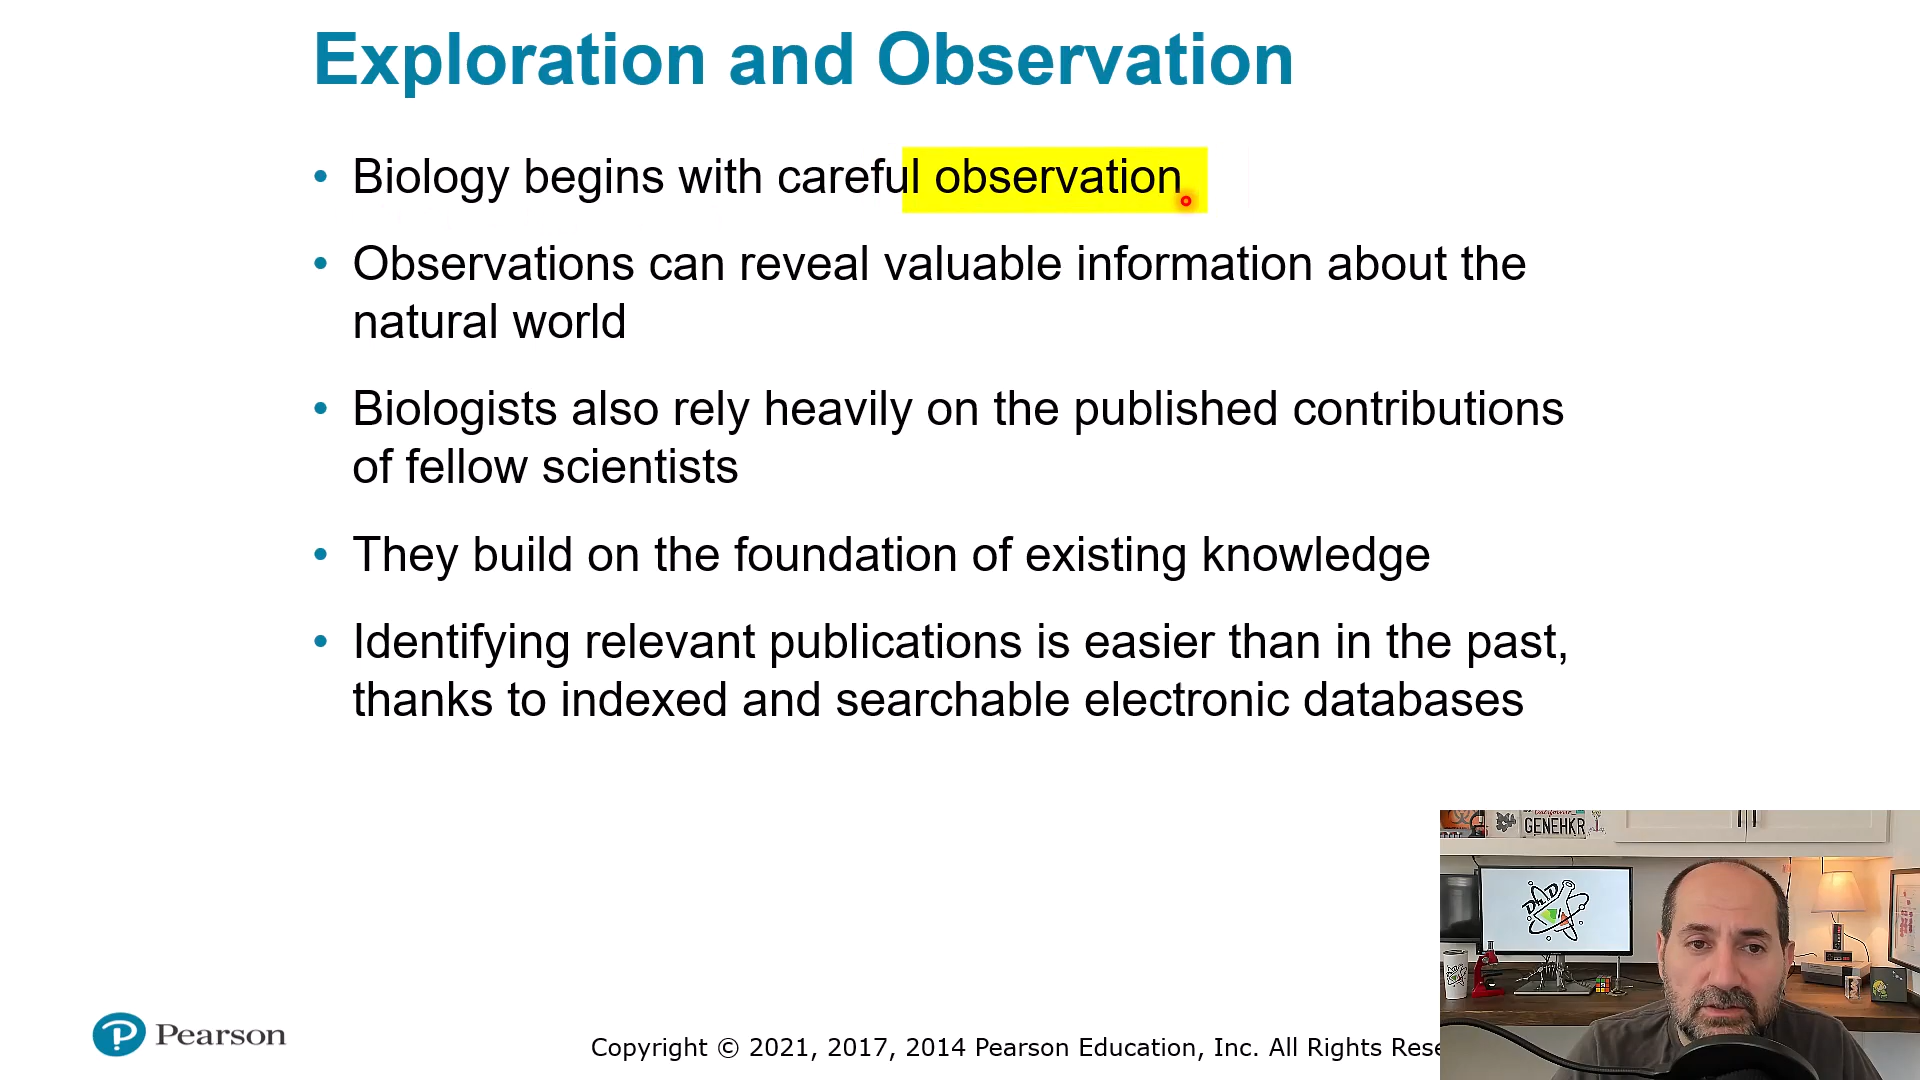 Exploration and Observation
• Biology begins with careful observation
• Observations can reveal valuable information about the
natural world
• Biologists also rely heavily on the published contributions
of fellow scientists
• They build on the foundation of existing knowledge
• Identifying relevant publications is easier than in the past,
thanks to indexed and searchable electronic databases
GENEHKR
Ph.D
P Pearson
Copyright © 2021, 2017, 2014 Pearson Education, Inc. All Rights Rese